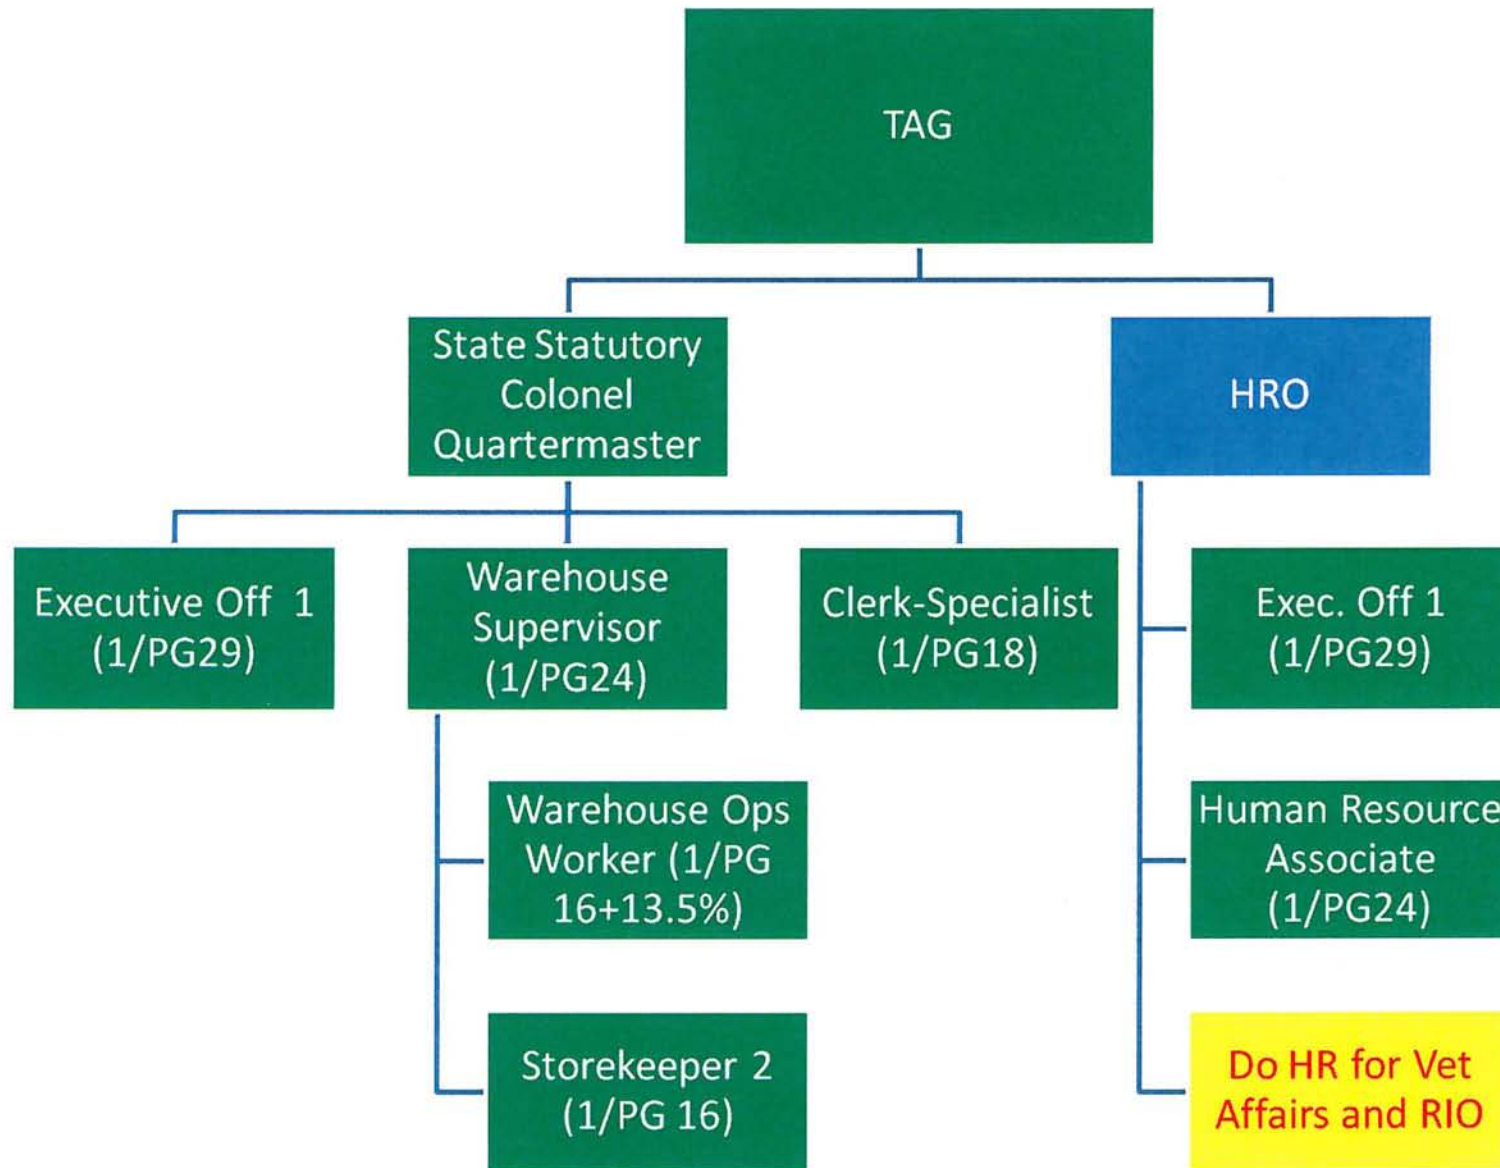 TAG
State Statutory
Colonel
Quartermaster
HRO
Executive Off 1
(1/PG29)
Warehouse
Supervisor
(1/PG24)
Clerk-Specialist
(1/PG18)
Exec. Off 1
(1/PG29)
Warehouse Ops
Worker (1/PG
16+13.5%)
Human Resource
Associate
(1/PG24)
Storekeeper 2
(1/PG 16)
Do HR for Vet
Affairs and RIO